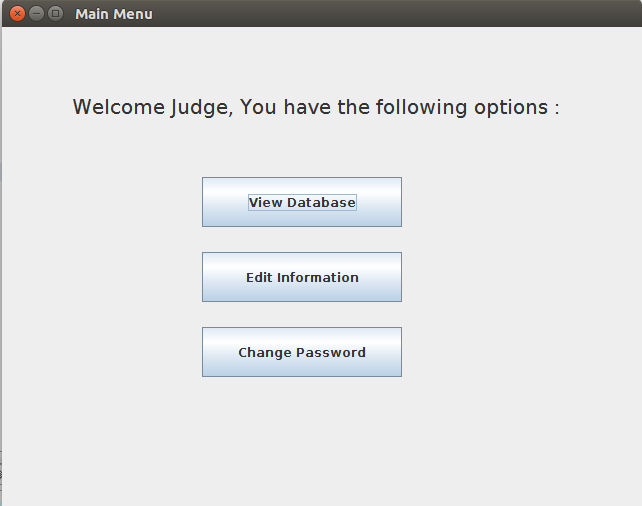 Main Menu
Welcome Judge, You have the following options :
View Database
Edit Information
Change Password